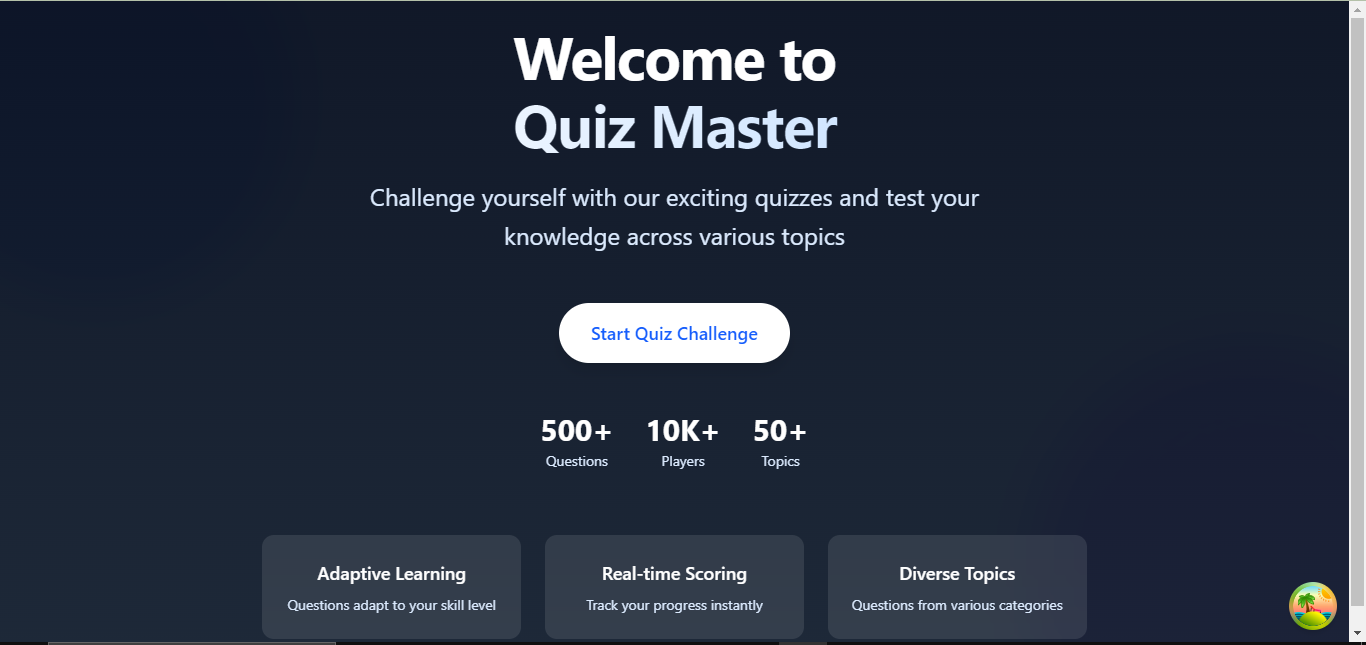 Welcome to
Quiz Master
Challenge yourself with our exciting quizzes and test your
knowledge across various topics
Start Quiz Challenge
500+ 10K+ 50+
Questions Players Topics
Adaptive Learning Real-time Scoring Diverse Topics
Questions adapt to your skill level Track your progress instantly Questions from various categories